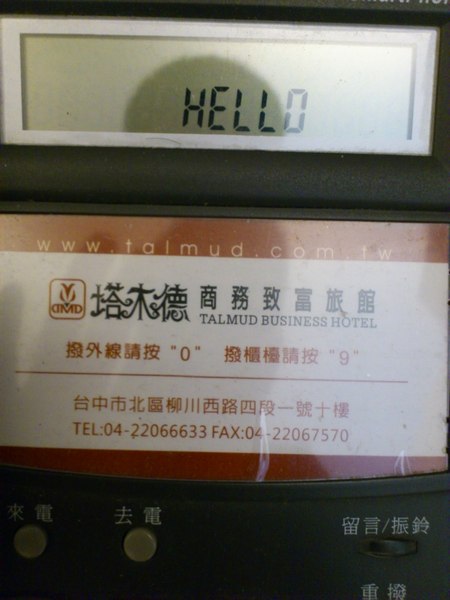 HELLO
www.talmud.com.tw
TMD 塔木德 商務致富旅館
TALMUD BUSINESS HOTEL
撥外線請按 "0" 撥櫃檯請按 "9"
台中市北區柳川西路四段一號十樓
TEL:04-22066633 FAX:04-22067570
來電 去電 留言/振鈴
重撥